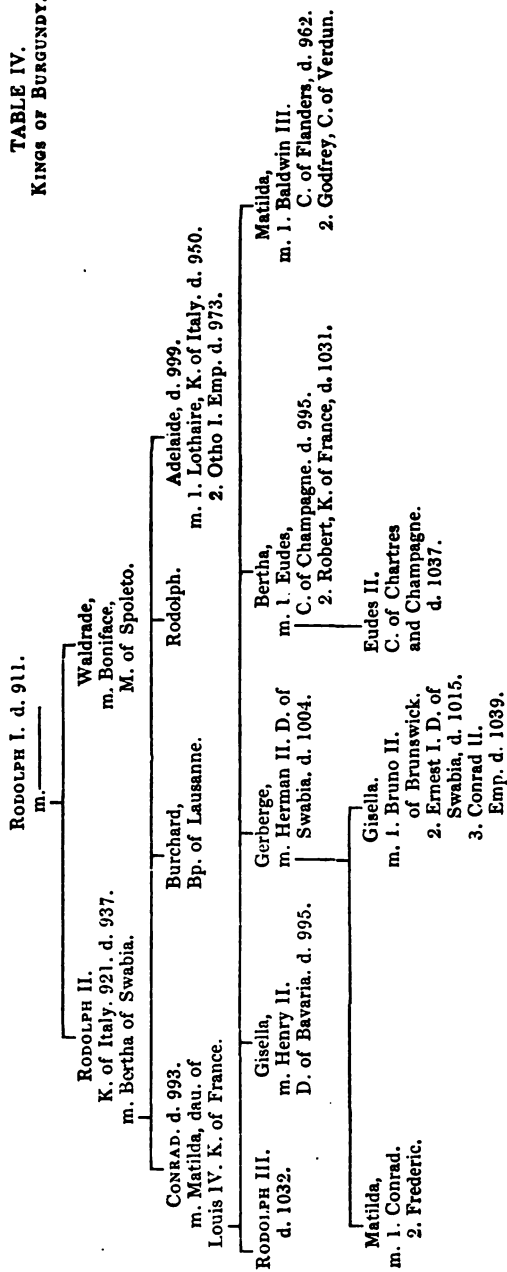 TABLE IV.
KINGS OF BURGUNDY.
RODOLPH I. d. 911.
m.
RODOLPH II.
K. of Italy. 921. d. 937.
m. Bertha of Swabia.
Waldrade,
m. Boniface,
M. of Spoleto.
CONRAD. d. 993.
m. Matilda, dau. of
Louis IV. K. of France.
Burchard,
Bp. of Lausanne.
Rodolph.
Adelaide, d. 999.
m. 1. Lothaire, K. of Italy. d. 950.
2. Otho I. Emp. d. 973.
RODOLPH III.
d. 1032.
Gisella,
m. Henry II.
D. of Bavaria. d. 995.
Gerberge,
m. Herman II. D. of
Swabia. d. 1004.
Bertha,
m. 1. Eudes,
C. of Champagne. d. 995.
2. Robert, K. of France, d. 1031.
Matilda,
m. 1. Baldwin III.
C. of Flanders, d. 962.
2. Godfrey, C. of Verdun.
Matilda,
m. 1. Conrad.
2. Frederic.
Gisella.
m. 1. Bruno II.
of Brunswick.
2. Ernest I. D. of
Swabia, d. 1015.
3. Conrad II.
Emp. d. 1039.
Eudes II.
C. of Chartres
and Champagne.
d. 1037.